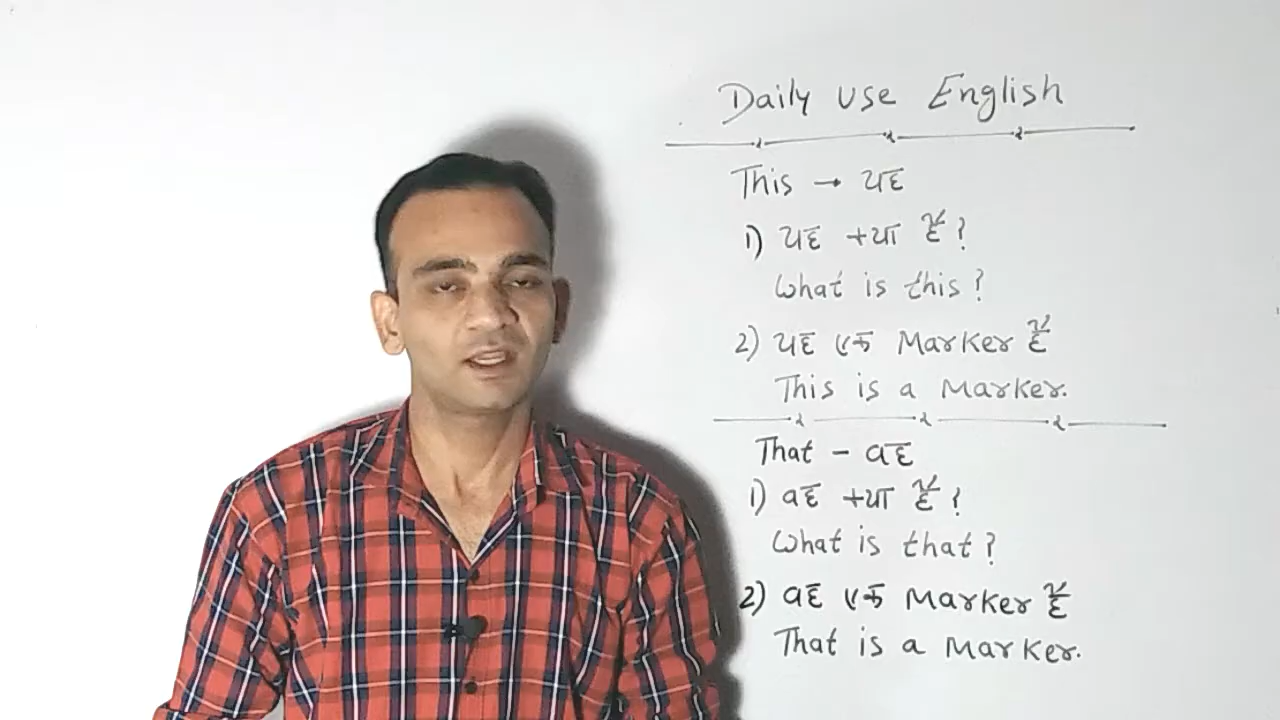 Daily Use English
This → यह
1) यह क्या है?
What is this?
2) यह एक Marker है
This is a Marker.
That - वह
1) वह क्या है?
What is that?
2) वह एक Marker है
That is a Marker.